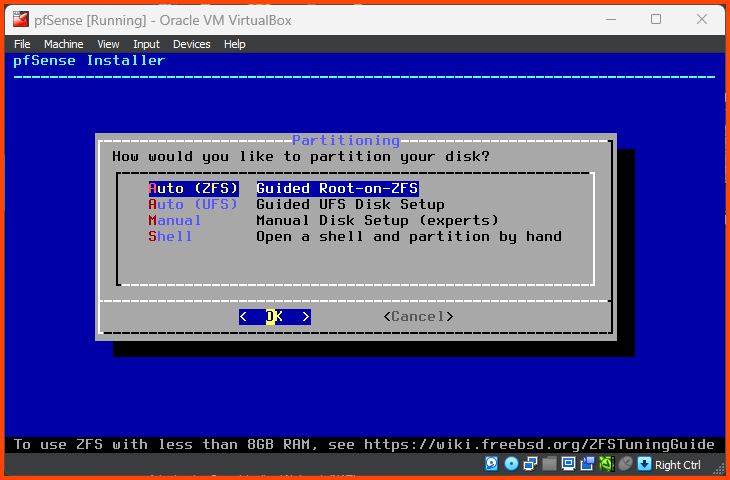 pfSense [Running] - Oracle VM VirtualBox
File Machine View Input Devices Help
pfSense Installer
Partitioning
How would you like to partition your disk?
Auto (ZFS) Guided Root-on-ZFS
Auto (UFS) Guided UFS Disk Setup
Manual Manual Disk Setup (experts)
Shell Open a shell and partition by hand
< OK > <Cancel>
To use ZFS with less than 8GB RAM, see https://wiki.freebsd.org/ZFSTuningGuide
Right Ctrl